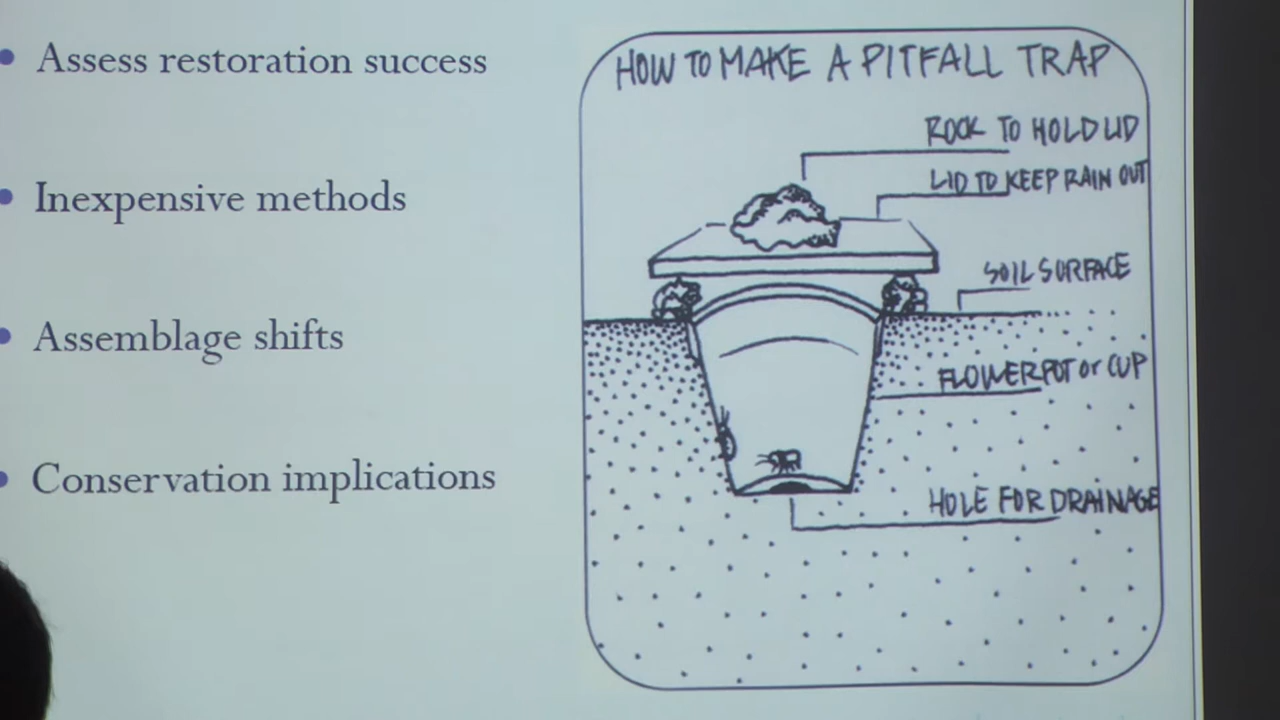 Assess restoration success
Inexpensive methods
Assemblage shifts
Conservation implications
HOW TO MAKE A PITFALL TRAP
ROCK TO HOLD LID
LID TO KEEP RAIN OUT
SOIL SURFACE
FLOWERPOT or CUP
HOLE FOR DRAINAGE